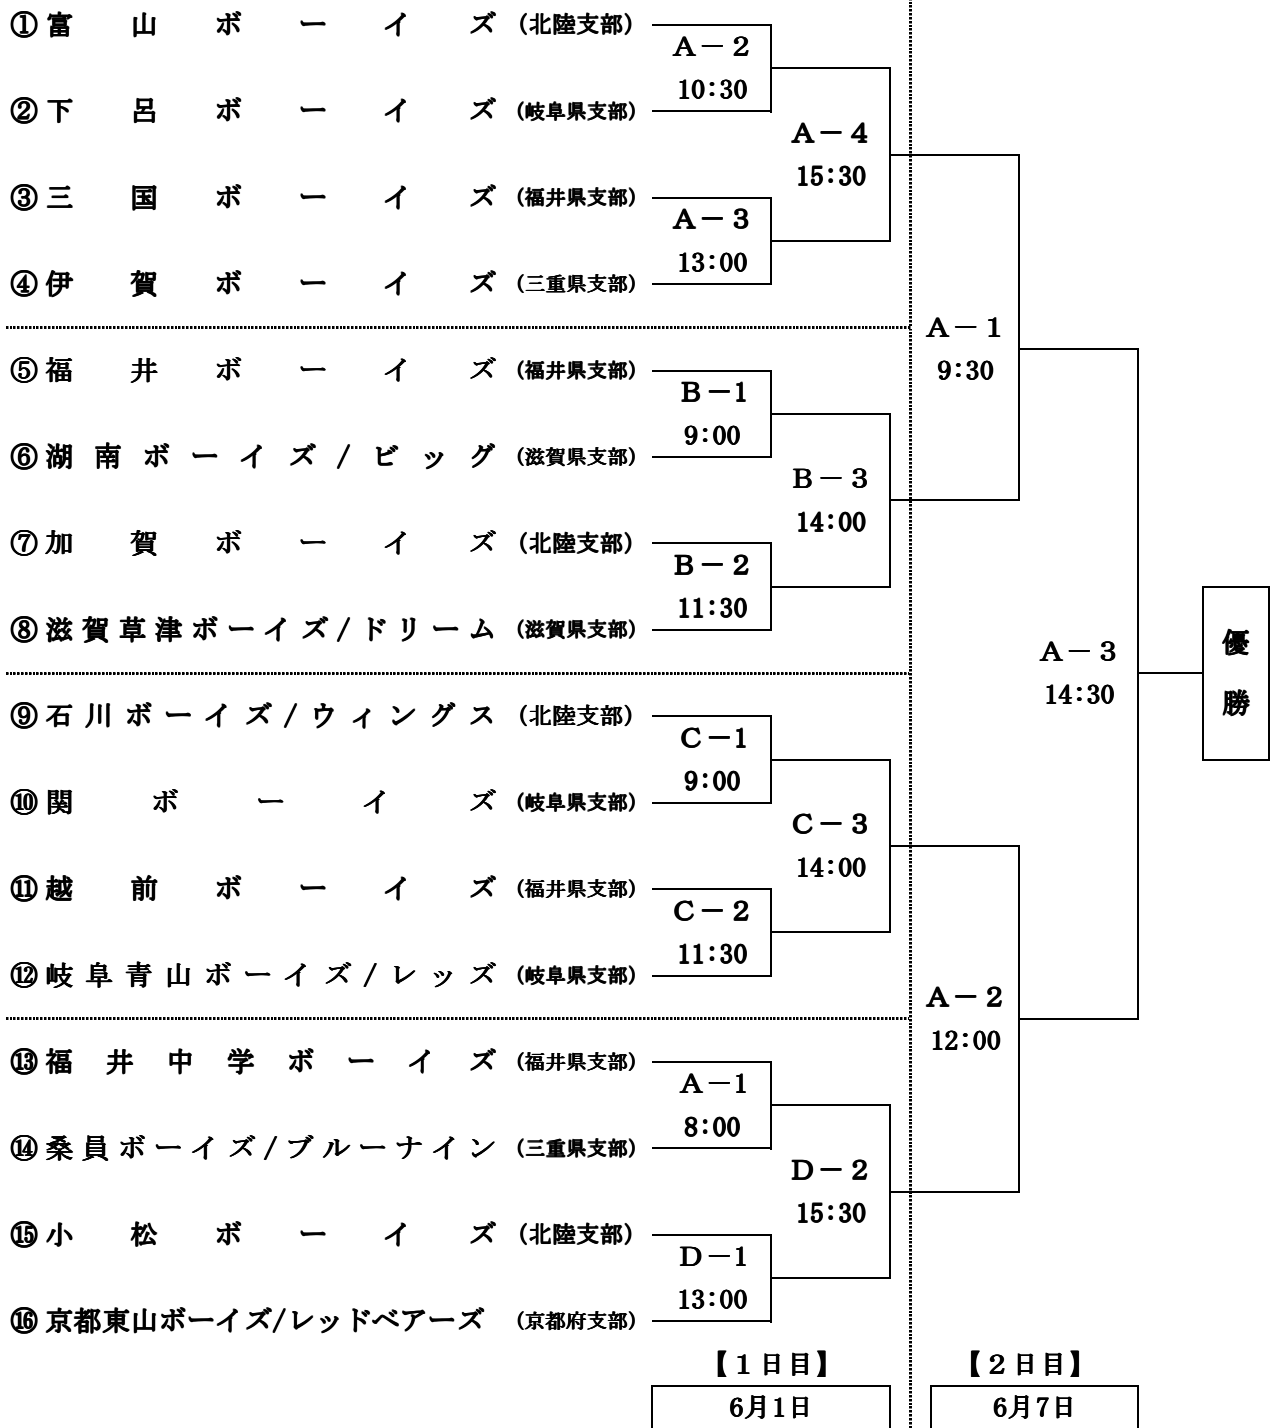 ①富山ボーイズ (北陸支部)
A－2
10:30
②下呂ボーイズ (岐阜県支部)
A－4
15:30
③三国ボーイズ (福井県支部)
A－3
13:00
④伊賀ボーイズ (三重県支部)
A－1
9:30
⑤福井ボーイズ (福井県支部)
B－1
9:00
⑥湖南ボーイズ/ビッグ (滋賀県支部)
B－3
14:00
⑦加賀ボーイズ (北陸支部)
B－2
11:30
⑧滋賀草津ボーイズ/ドリーム (滋賀県支部)
A－3
14:30
優勝
⑨石川ボーイズ/ウィングス (北陸支部)
C－1
9:00
⑩関ボーイズ (岐阜県支部)
C－3
14:00
⑪越前ボーイズ (福井県支部)
C－2
11:30
⑫岐阜青山ボーイズ/レッズ (岐阜県支部)
A－2
12:00
⑬福井中学ボーイズ (福井県支部)
A－1
8:00
⑭桑員ボーイズ/ブルーナイン (三重県支部)
D－2
15:30
⑮小松ボーイズ (北陸支部)
D－1
13:00
⑯京都東山ボーイズ/レッドベアーズ (京都府支部)
【1日目】 【2日目】
6月1日 6月7日